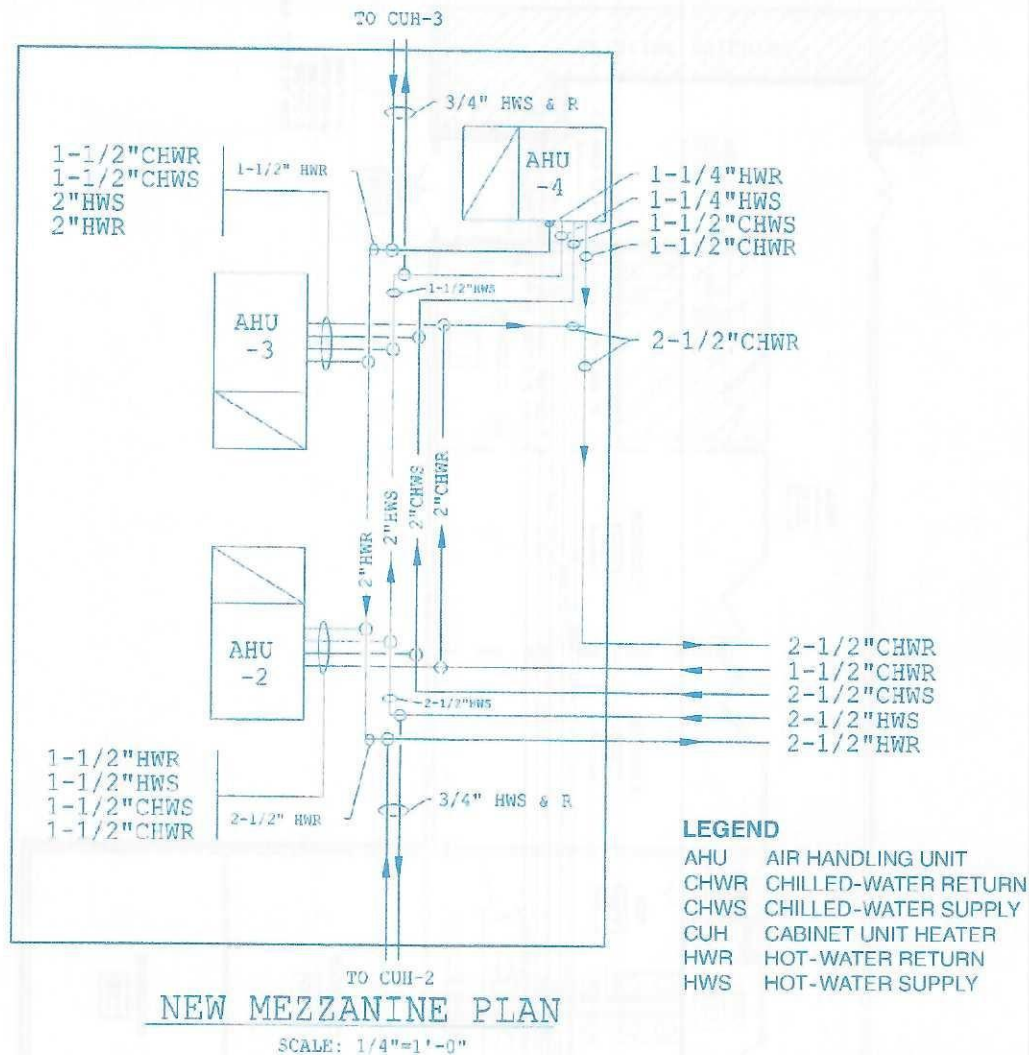 TO CUH-3
3/4" HWS & R
1-1/2"CHWR
1-1/2"CHWS
2"HWS
2"HWR
1-1/2" HWR
AHU
-4
1-1/4"HWR
1-1/4"HWS
1-1/2"CHWS
1-1/2"CHWR
1-1/2"HWS
AHU
-3
2-1/2"CHWR
2"HWR
2"HWS
2"CHWS
2"CHWR
AHU
-2
2-1/2"CHWR
1-1/2"CHWR
2-1/2"CHWS
2-1/2"HWS
2-1/2"HWR
2-1/2"HWS
1-1/2"HWR
1-1/2"HWS
1-1/2"CHWS
1-1/2"CHWR
2-1/2" HWR
3/4" HWS & R
TO CUH-2
NEW MEZZANINE PLAN
SCALE: 1/4"=1'-0"
LEGEND
AHU AIR HANDLING UNIT
CHWR CHILLED-WATER RETURN
CHWS CHILLED-WATER SUPPLY
CUH CABINET UNIT HEATER
HWR HOT-WATER RETURN
HWS HOT-WATER SUPPLY